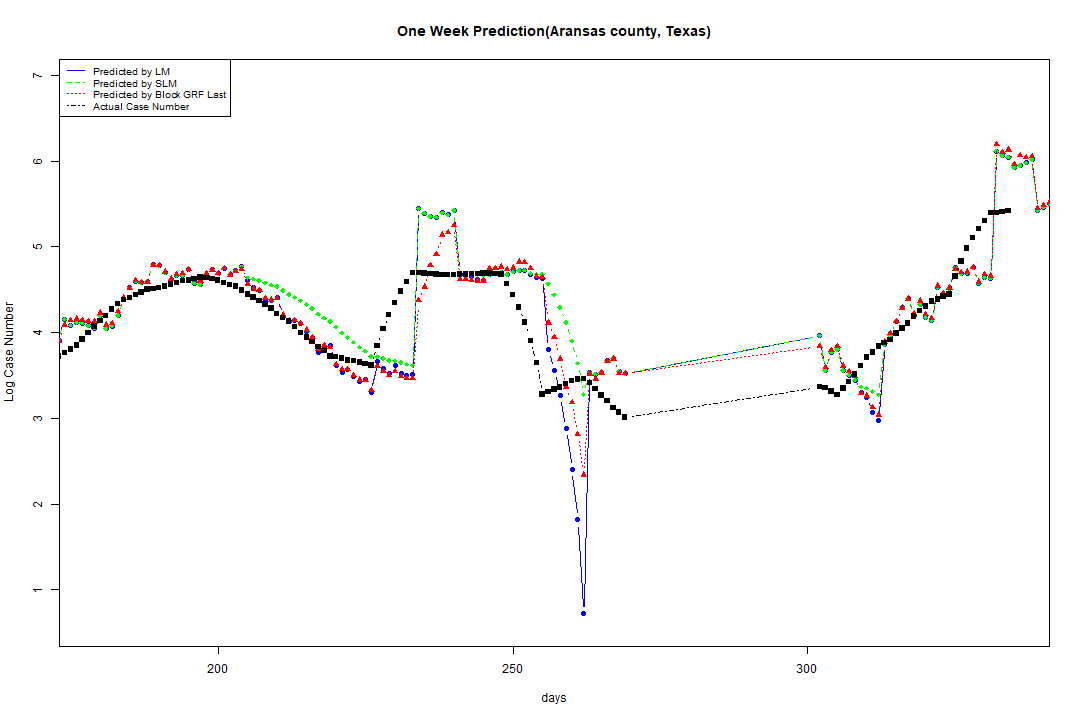 One Week Prediction(Aransas county, Texas)
Predicted by LM
Predicted by SLM
Predicted by Block GRF Last
Actual Case Number
7
6
5
4
3
2
1
Log Case Number
200 250 300
days